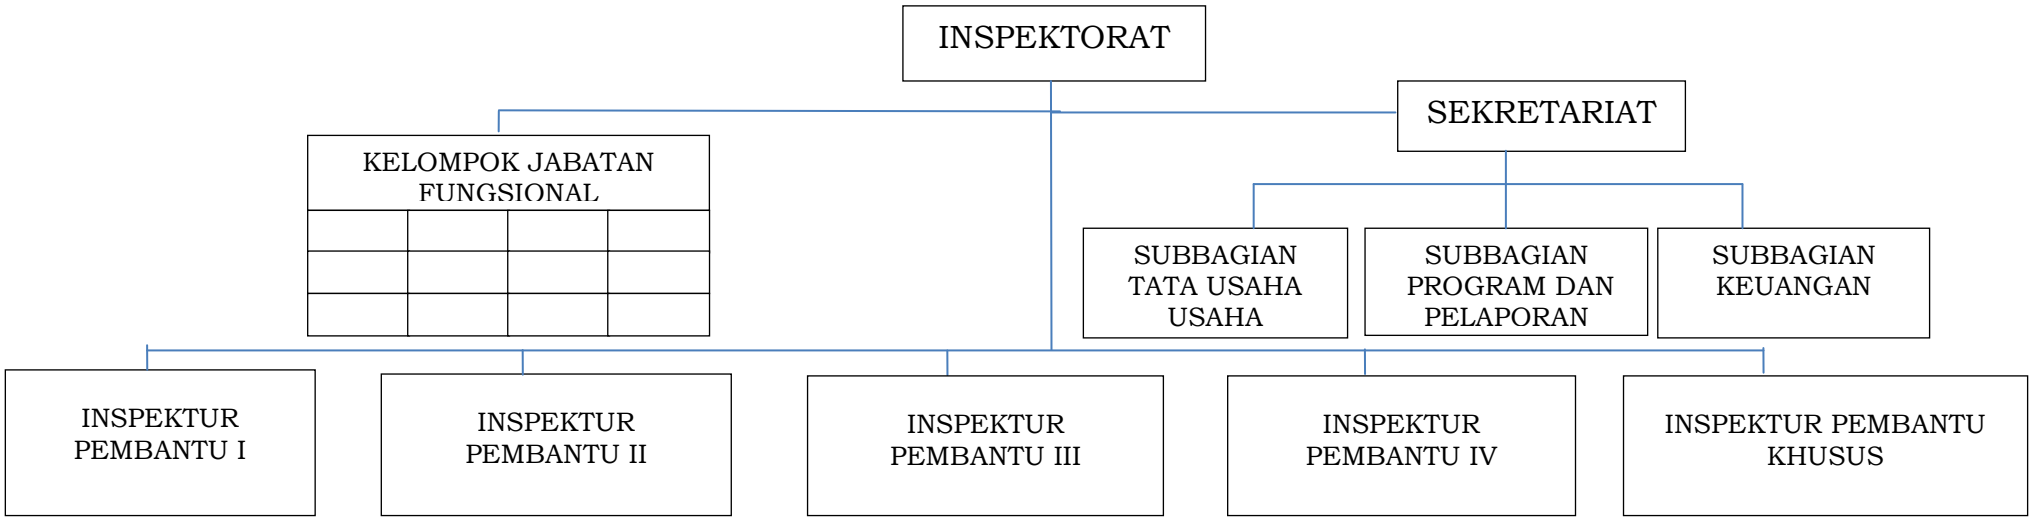 INSPEKTORAT
SEKRETARIAT
KELOMPOK JABATAN
FUNGSIONAL
SUBBAGIAN
TATA USAHA
USAHA
SUBBAGIAN
PROGRAM DAN
PELAPORAN
SUBBAGIAN
KEUANGAN
INSPEKTUR
PEMBANTU I
INSPEKTUR
PEMBANTU II
INSPEKTUR
PEMBANTU III
INSPEKTUR
PEMBANTU IV
INSPEKTUR PEMBANTU
KHUSUS